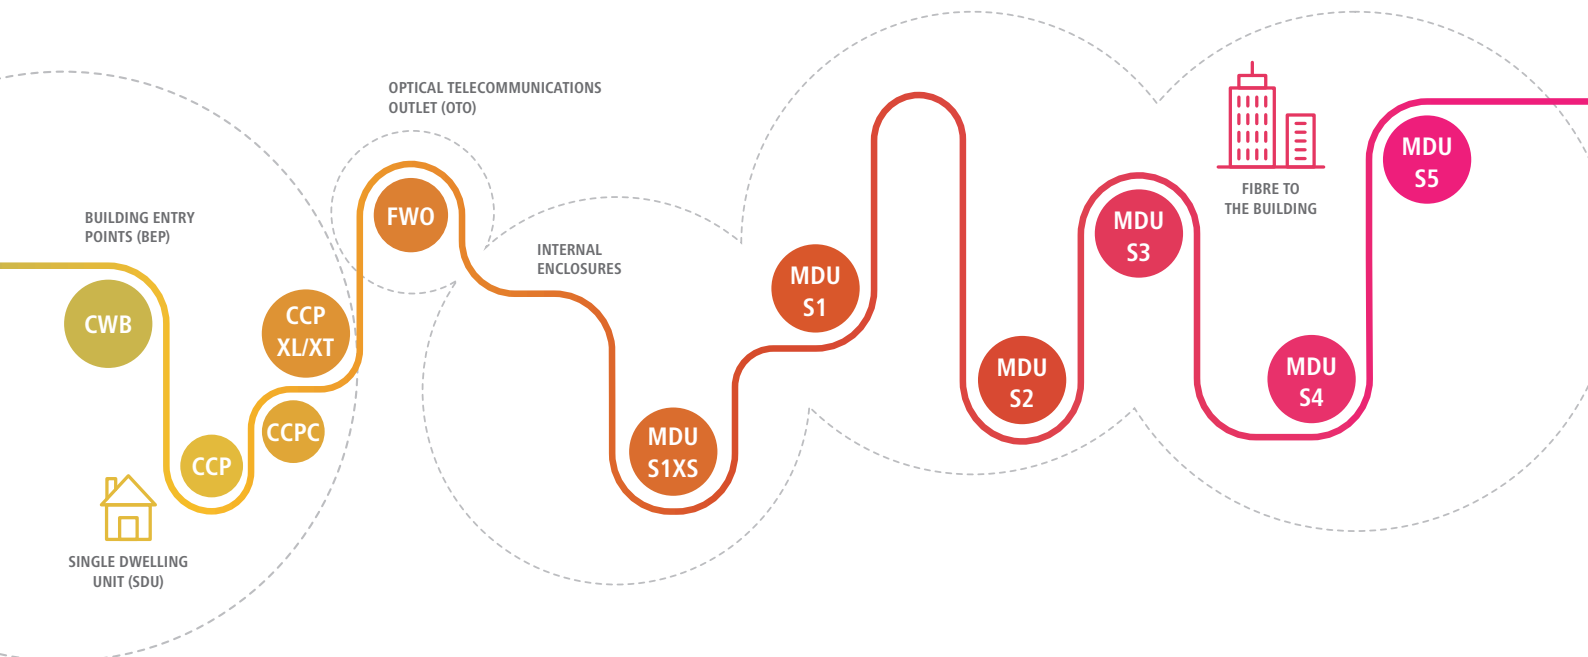 BUILDING ENTRY
POINTS (BEP)
CWB
CCP
CCPC
CCP
XL/XT
SINGLE DWELLING
UNIT (SDU)
OPTICAL TELECOMMUNICATIONS
OUTLET (OTO)
FWO
INTERNAL
ENCLOSURES
MDU
S1XS
MDU
S1
MDU
S2
MDU
S3
FIBRE TO
THE BUILDING
MDU
S4
MDU
S5